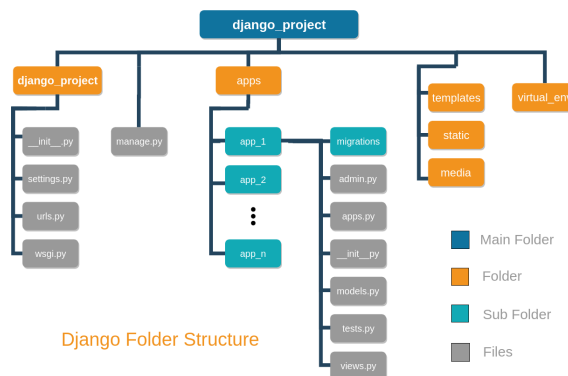 django_project
django_project
apps
templates
virtual_env
static
media
__init__.py
manage.py
settings.py
urls.py
wsgi.py
app_1
app_2
app_n
migrations
admin.py
apps.py
__init__py
models.py
tests.py
views.py
Main Folder
Folder
Sub Folder
Files
Django Folder Structure